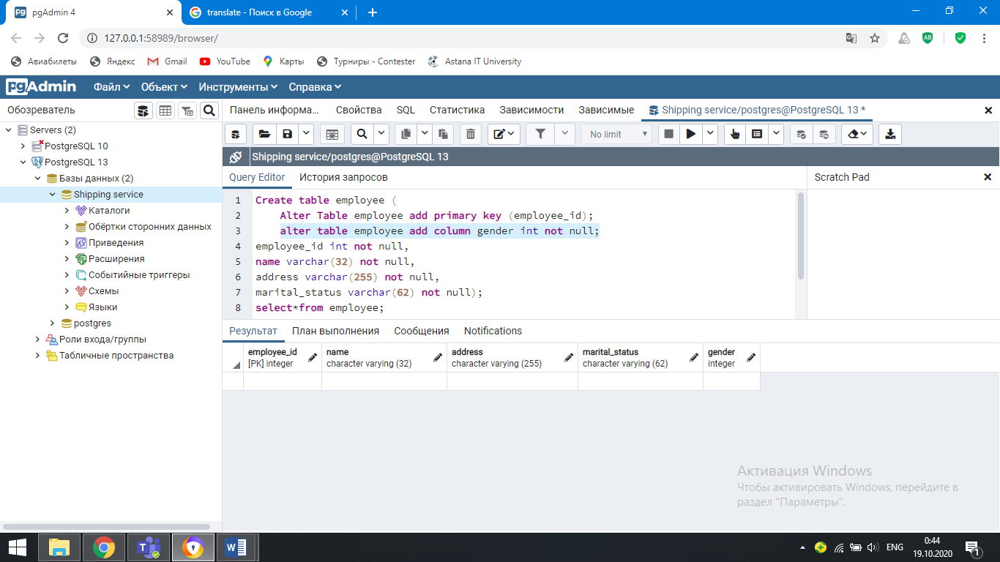 pgAdmin 4
translate - Поиск в Google
127.0.0.1:58989/browser/
Авиабилеты Яндекс Gmail YouTube Карты Турниры - Contester Astana IT University
pgAdmin Файл Объект Инструменты Справка
Обозреватель
Панель информа... Свойства SQL Статистика Зависимости Зависимые Shipping service/postgres@PostgreSQL 13 *
Servers (2)
PostgreSQL 10
PostgreSQL 13
Базы данных (2)
Shipping service
Каталоги
Обёртки сторонних данных
Приведения
Расширения
Событийные триггеры
Схемы
Языки
postgres
Роли входа/группы
Табличные пространства
No limit
Shipping service/postgres@PostgreSQL 13
Query Editor История запросов
Scratch Pad
1 Create table employee (
2 Alter Table employee add primary key (employee_id);
3 alter table employee add column gender int not null;
4 employee_id int not null,
5 name varchar(32) not null,
6 address varchar(255) not null,
7 marital_status varchar(62) not null);
8 select*from employee;
Результат План выполнения Сообщения Notifications
employee_id name address marital_status gender
[PK] integer character varying (32) character varying (255) character varying (62) integer
Активация Windows
Чтобы активировать Windows, перейдите в
раздел "Параметры".
ENG
0:44
19.10.2020
1